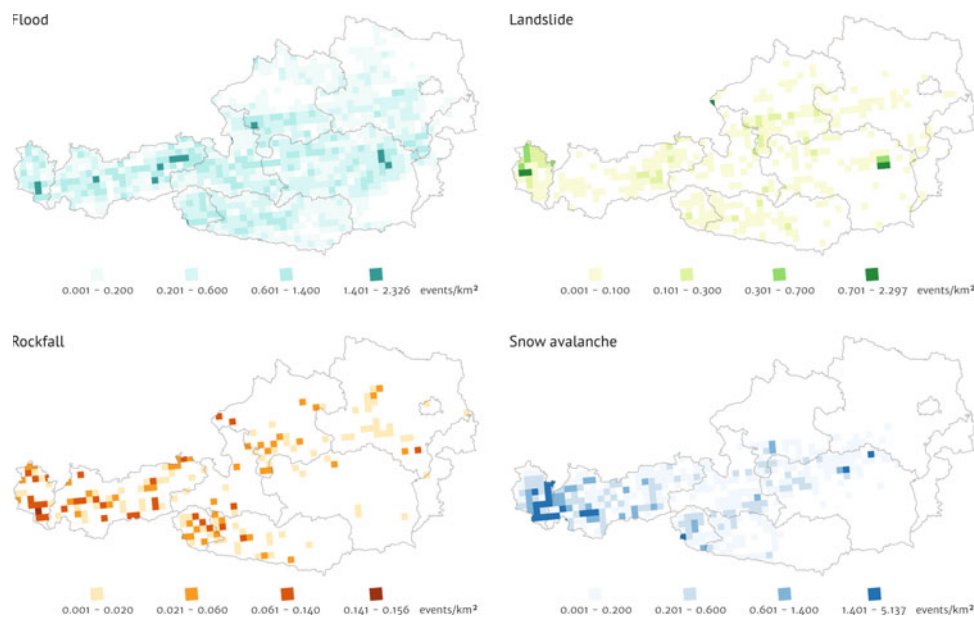 Flood
Landslide
0.001 – 0.200 0.201 – 0.600 0.601 – 1.400 1.401 – 2.326 events/km²
0.001 – 0.100 0.101 – 0.300 0.301 – 0.700 0.701 – 2.297 events/km²
Rockfall
Snow avalanche
0.001 – 0.020 0.021 – 0.060 0.061 – 0.140 0.141 – 0.156 events/km²
0.001 – 0.200 0.201 – 0.600 0.601 – 1.400 1.401 – 5.137 events/km²